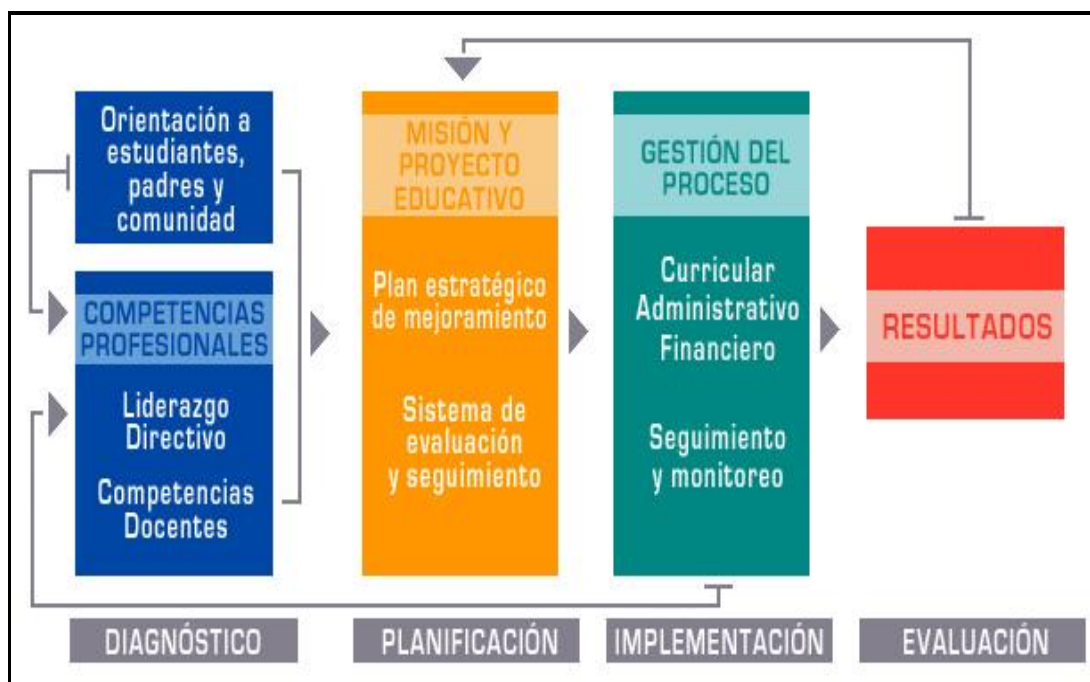 Orientación a
estudiantes,
padres y
comunidad
COMPETENCIAS
PROFESIONALES
Liderazgo
Directivo
Competencias
Docentes
MISIÓN Y
PROYECTO
EDUCATIVO
Plan estratégico
de mejoramiento
Sistema de
evaluación
y seguimiento
GESTIÓN DEL
PROCESO
Curricular
Administrativo
Financiero
Seguimiento
y monitoreo
RESULTADOS
DIAGNÓSTICO
PLANIFICACIÓN
IMPLEMENTACIÓN
EVALUACIÓN